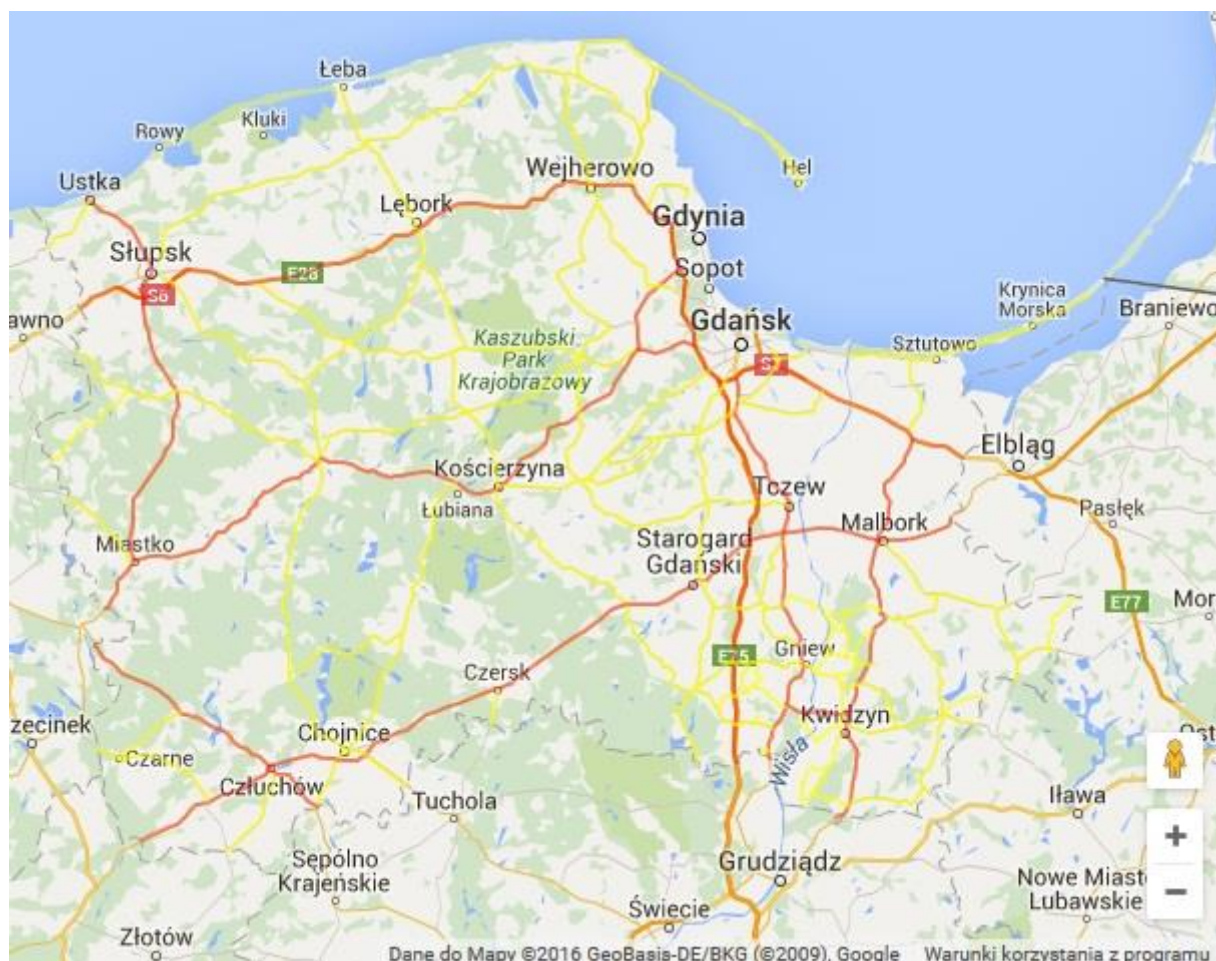 Łeba
Rowy
Kluki
Wejherowo
Hel
Ustka
Lębork
Gdynia
Słupsk
E28
Sopot
S6
Krynica
Morska
Braniewo
awno
Kaszubski
Park
Krajobrazowy
Gdańsk
Sztutowo
S7
Elbląg
Kościerzyna
Łubiana
Tczew
Pasłęk
Miastko
Starogard
Gdański
Malbork
E77
Mor
E75
Gniew
Czersk
zecinek
Chojnice
Kwidzyn
Ost
Czarne
Wisła
Człuchów
Tuchola
Iława
Sępólno
Krajeńskie
Grudziądz
Nowe Miasto
Lubawskie
Świecie
Złotów
Dane do Mapy ©2016 GeoBasis-DE/BKG (©2009), Google Warunki korzystania z programu